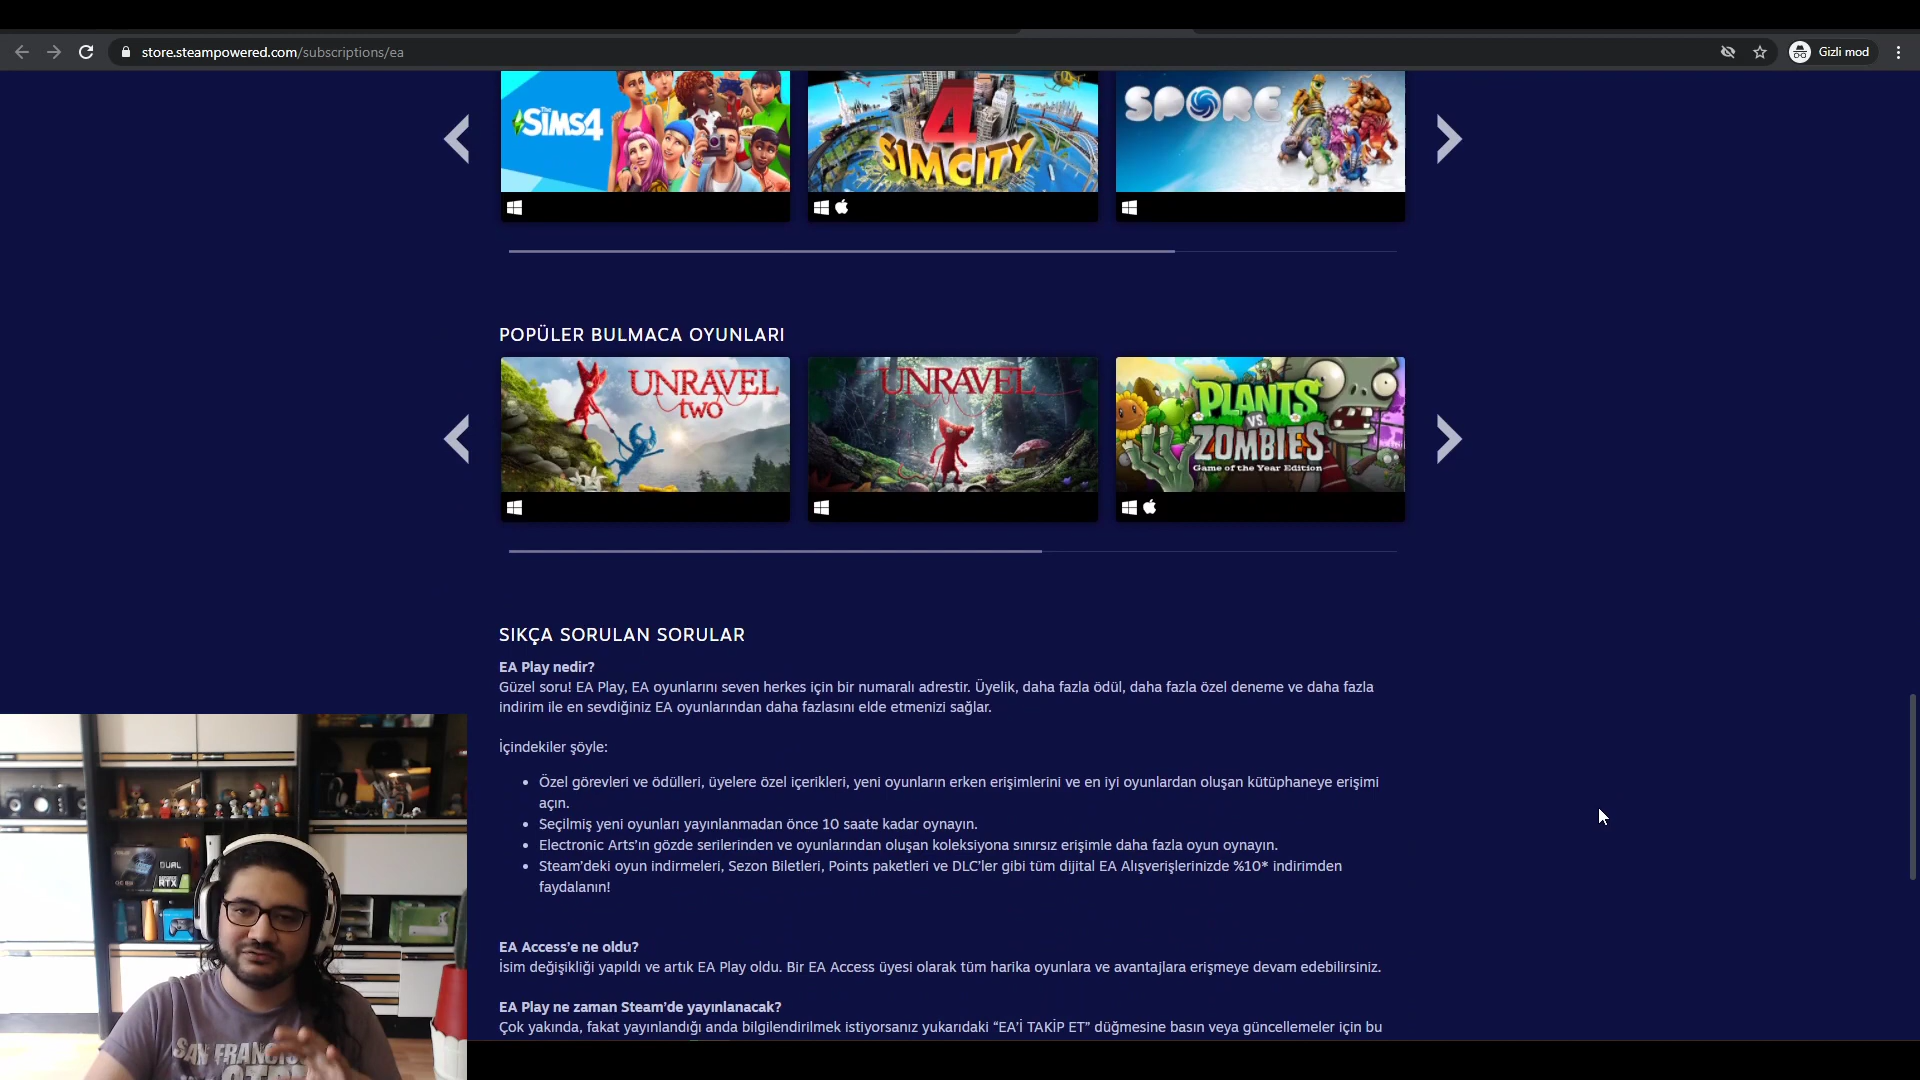 store.steampowered.com/subscriptions/ea
Gizli mod
THE SIMS 4
4
SIMCITY
SPORE
POPÜLER BULMACA OYUNLARI
UNRAVEL
two
UNRAVEL
PLANTS
VS.
ZOMBIES
Game of the Year Edition
SIKÇA SORULAN SORULAR
EA Play nedir?
Güzel soru! EA Play, EA oyunlarını seven herkes için bir numaralı adrestir. Üyelik, daha fazla ödül, daha fazla özel deneme ve daha fazla
indirim ile en sevdiğiniz EA oyunlarından daha fazlasını elde etmenizi sağlar.
İçindekiler şöyle:
Özel görevleri ve ödülleri, üyelere özel içerikleri, yeni oyunların erken erişimlerini ve en iyi oyunlardan oluşan kütüphaneye erişimi
açın.
Seçilmiş yeni oyunları yayınlanmadan önce 10 saate kadar oynayın.
Electronic Arts'ın gözde serilerinden ve oyunlarından oluşan koleksiyona sınırsız erişimle daha fazla oyun oynayın.
Steam'deki oyun indirmeleri, Sezon Biletleri, Points paketleri ve DLC'ler gibi tüm dijital EA Alışverişlerinizde %10* indirimden
faydalanın!
EA Access'e ne oldu?
İsim değişikliği yapıldı ve artık EA Play oldu. Bir EA Access üyesi olarak tüm harika oyunlara ve avantajlara erişmeye devam edebilirsiniz.
EA Play ne zaman Steam'de yayınlanacak?
Çok yakında, fakat yayınlandığı anda bilgilendirilmek istiyorsanız yukarıdaki “EA'İ TAKİP ET” düğmesine basın veya güncellemeler için bu
DUAL
RTX
SAN FRANCISCO